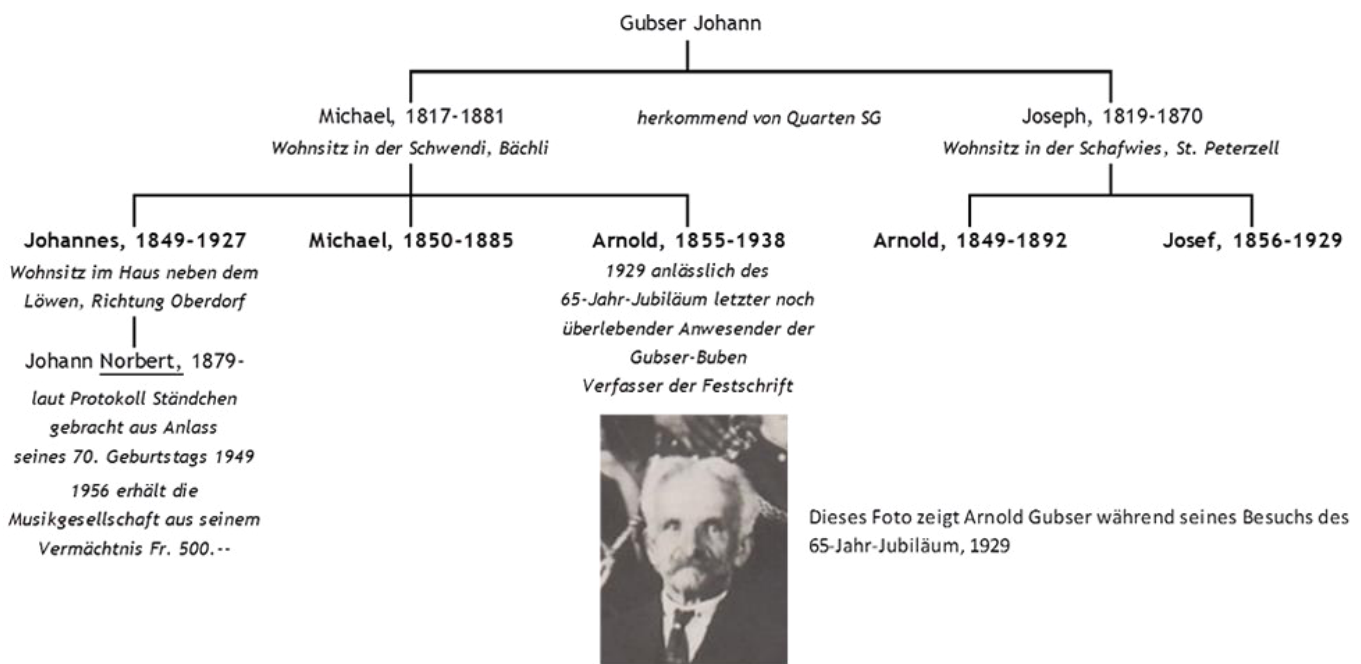 Gubser Johann
Michael, 1817-1881
herkommend von Quarten SG
Joseph, 1819-1870
Wohnsitz in der Schwendi, Bächli
Wohnsitz in der Schafwies, St. Peterzell
Johannes, 1849-1927
Michael, 1850-1885
Arnold, 1855-1938
Arnold, 1849-1892
Josef, 1856-1929
Wohnsitz im Haus neben dem
Löwen, Richtung Oberdorf
Johann Norbert, 1879-
laut Protokoll Ständchen
gebracht aus Anlass
seines 70. Geburtstags 1949
1956 erhält die
Musikgesellschaft aus seinem
Vermächtnis Fr. 500.--
1929 anlässlich des
65-Jahr-Jubiläum letzter noch
überlebender Anwesender der
Gubser-Buben
Verfasser der Festschrift
Dieses Foto zeigt Arnold Gubser während seines Besuchs des
65-Jahr-Jubiläum, 1929